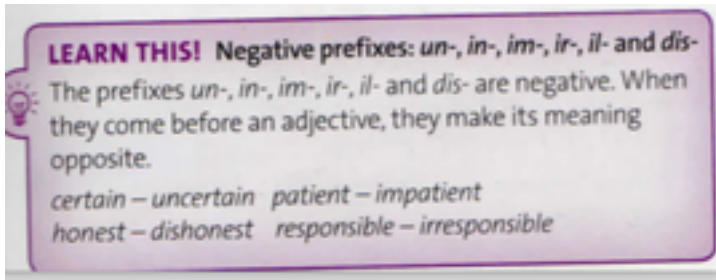 LEARN THIS! Negative prefixes: un-, in-, im-, ir-, il- and dis-
The prefixes un-, in-, im-, ir-, il- and dis- are negative. When
they come before an adjective, they make its meaning
opposite.
certain – uncertain patient – impatient
honest – dishonest responsible – irresponsible